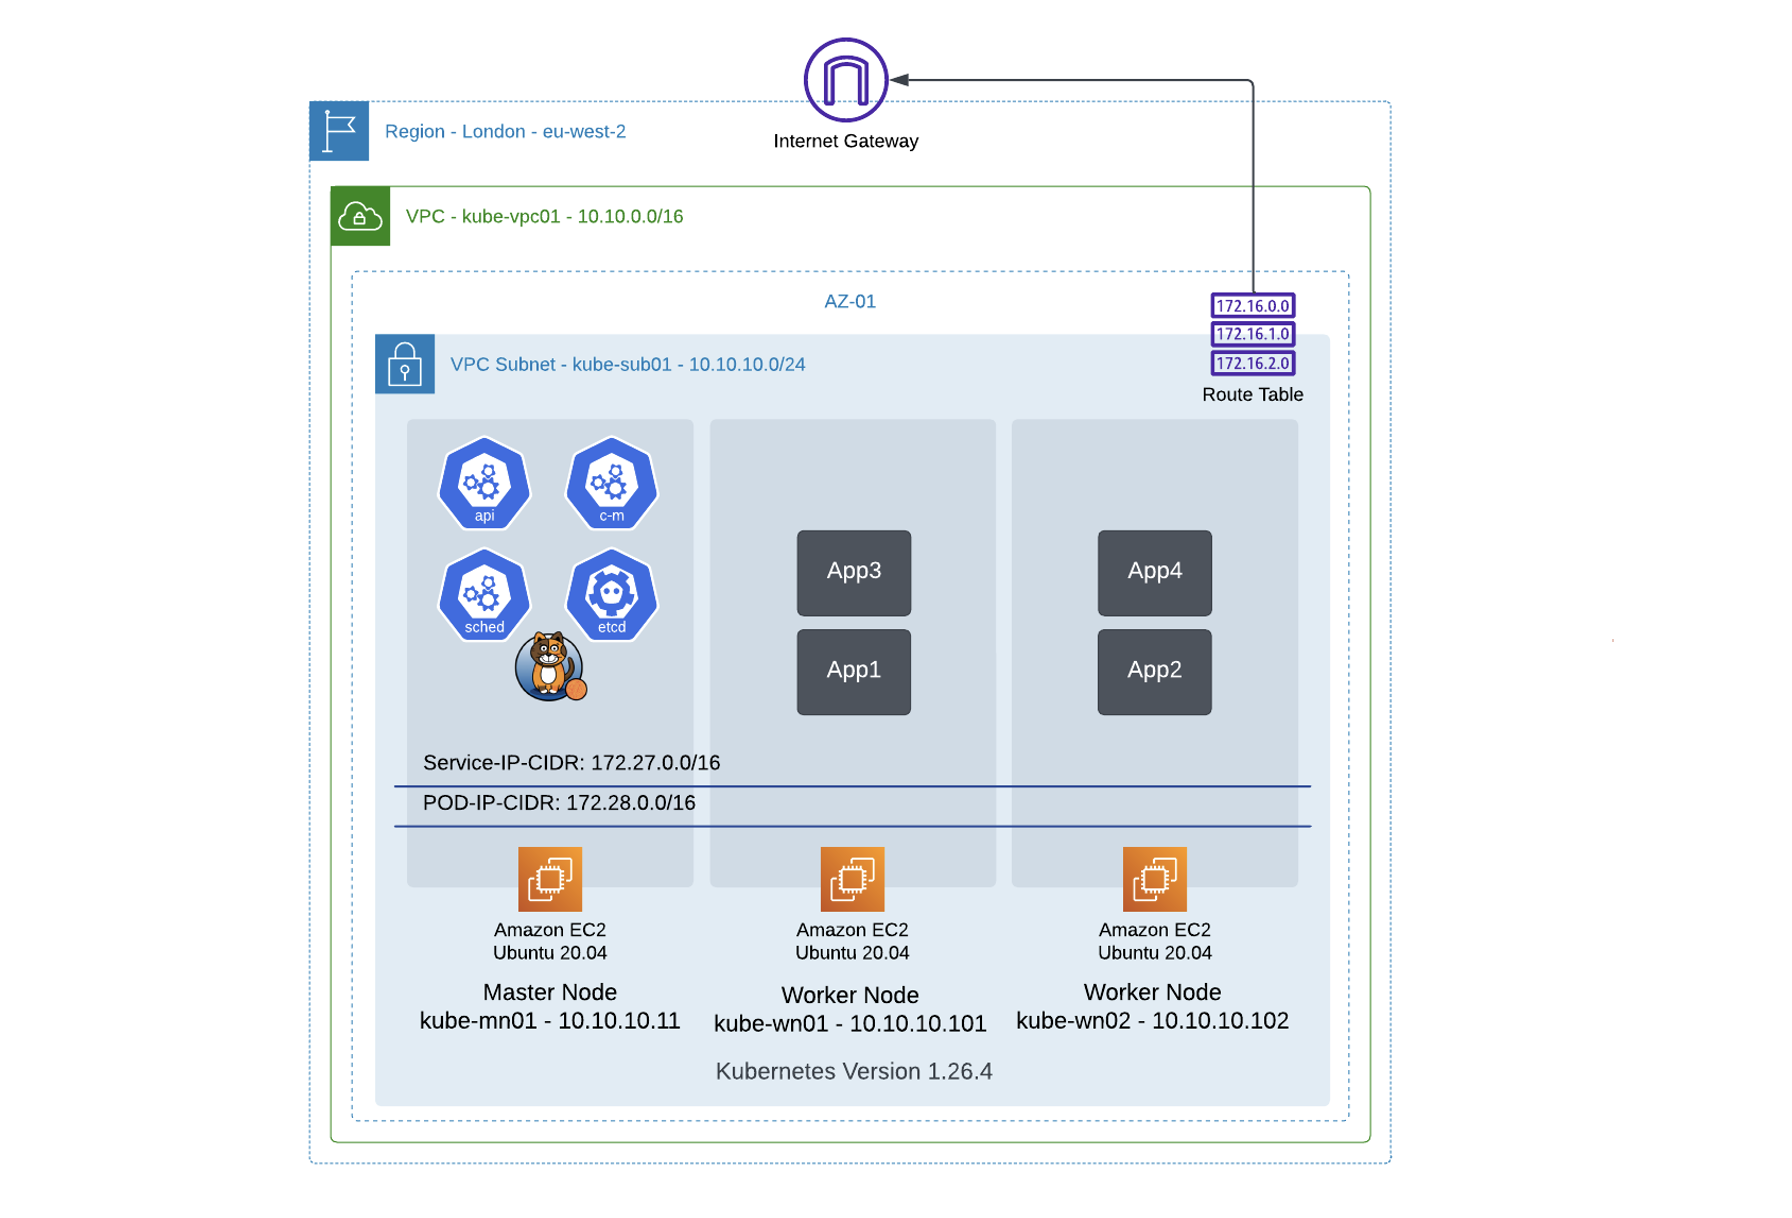 Internet Gateway
Region - London - eu-west-2
VPC - kube-vpc01 - 10.10.0.0/16
AZ-01
172.16.0.0
172.16.1.0
172.16.2.0
Route Table
VPC Subnet - kube-sub01 - 10.10.10.0/24
api
c-m
sched
etcd
App3
App1
App4
App2
Service-IP-CIDR: 172.27.0.0/16
POD-IP-CIDR: 172.28.0.0/16
Amazon EC2
Ubuntu 20.04
Master Node
kube-mn01 - 10.10.10.11
Amazon EC2
Ubuntu 20.04
Worker Node
kube-wn01 - 10.10.10.101
Amazon EC2
Ubuntu 20.04
Worker Node
kube-wn02 - 10.10.10.102
Kubernetes Version 1.26.4